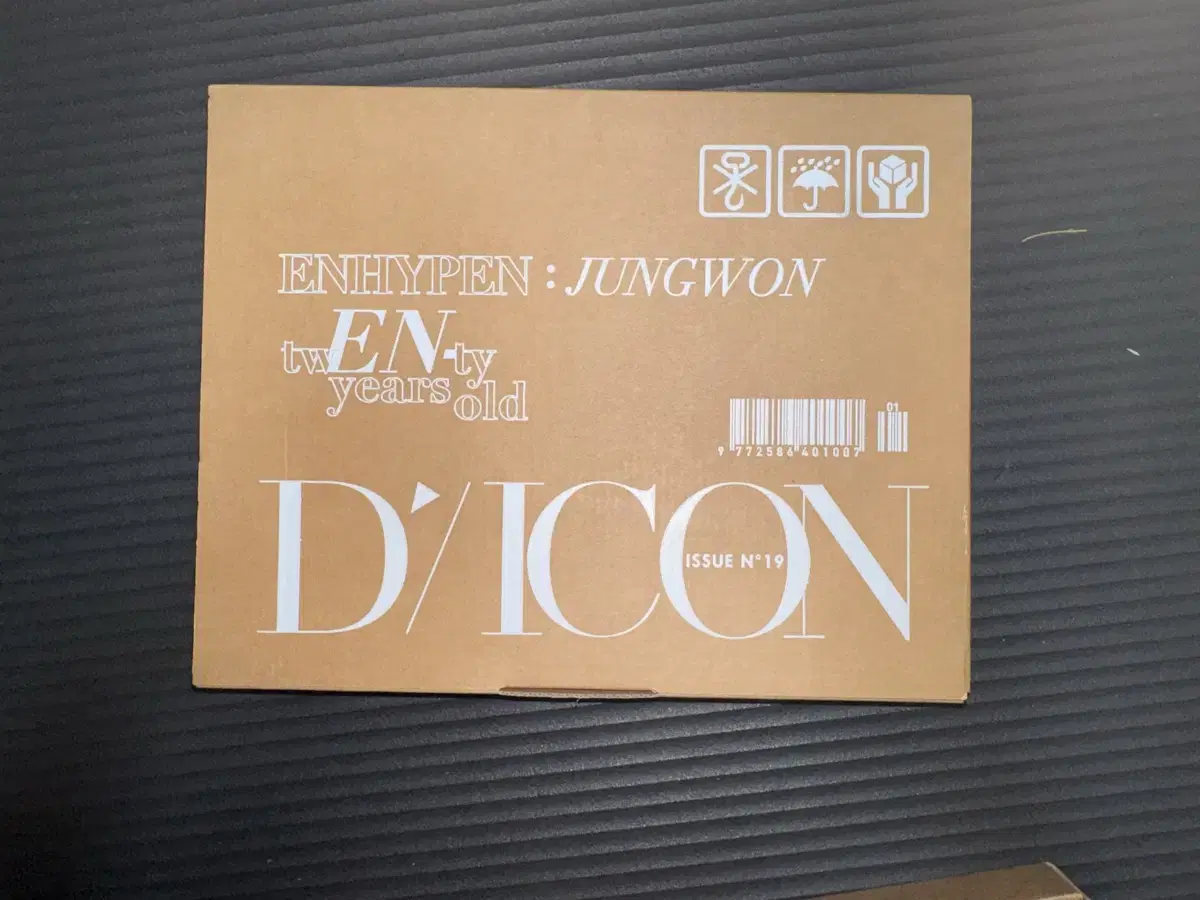 ENHYPEN : JUNGWON
twEN-ty
years old
01
9 772586 401007
D'/ICON
ISSUE N°19